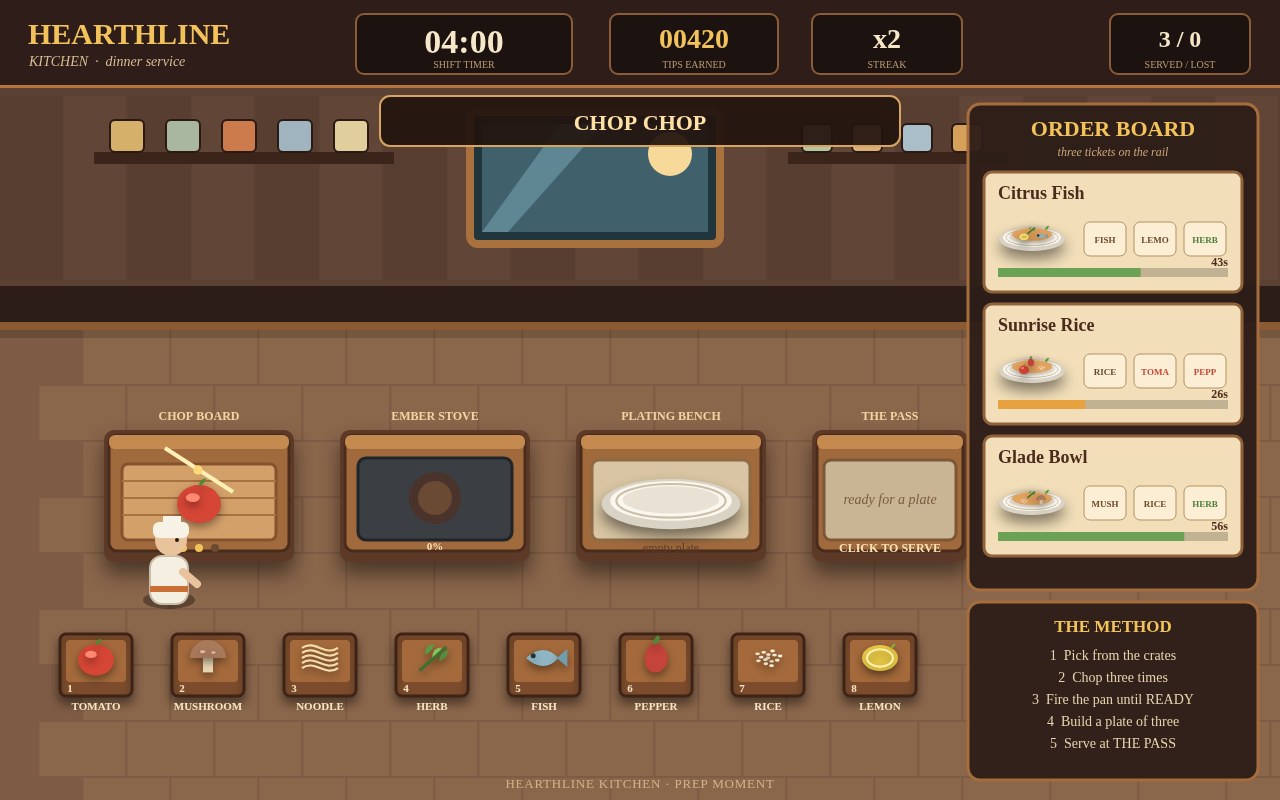 HEARTHLINE
KITCHEN · dinner service
04:00
SHIFT TIMER
00420
TIPS EARNED
x2
STREAK
3 / 0
SERVED / LOST
CHOP CHOP
ORDER BOARD
three tickets on the rail
Citrus Fish
FISH LEMO HERB
43s
Sunrise Rice
RICE TOMA PEPP
26s
Glade Bowl
MUSH RICE HERB
56s
CHOP BOARD
EMBER STOVE
PLATING BENCH
THE PASS
ready for a plate
0%
empty plate
CLICK TO SERVE
1 2 3 4 5 6 7 8
TOMATO MUSHROOM NOODLE HERB FISH PEPPER RICE LEMON
THE METHOD
1 Pick from the crates
2 Chop three times
3 Fire the pan until READY
4 Build a plate of three
5 Serve at THE PASS
HEARTHLINE KITCHEN · PREP MOMENT